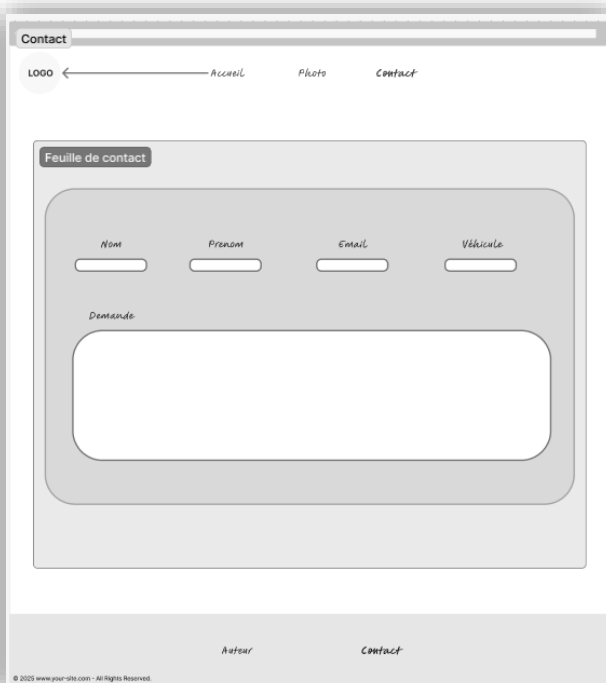 Contact
LOGO Accueil Photo Contact
Feuille de contact
Nom Prenom Email Véhicule
Demande
Auteur Contact
© 2025 www.your-site.com - All Rights Reserved.